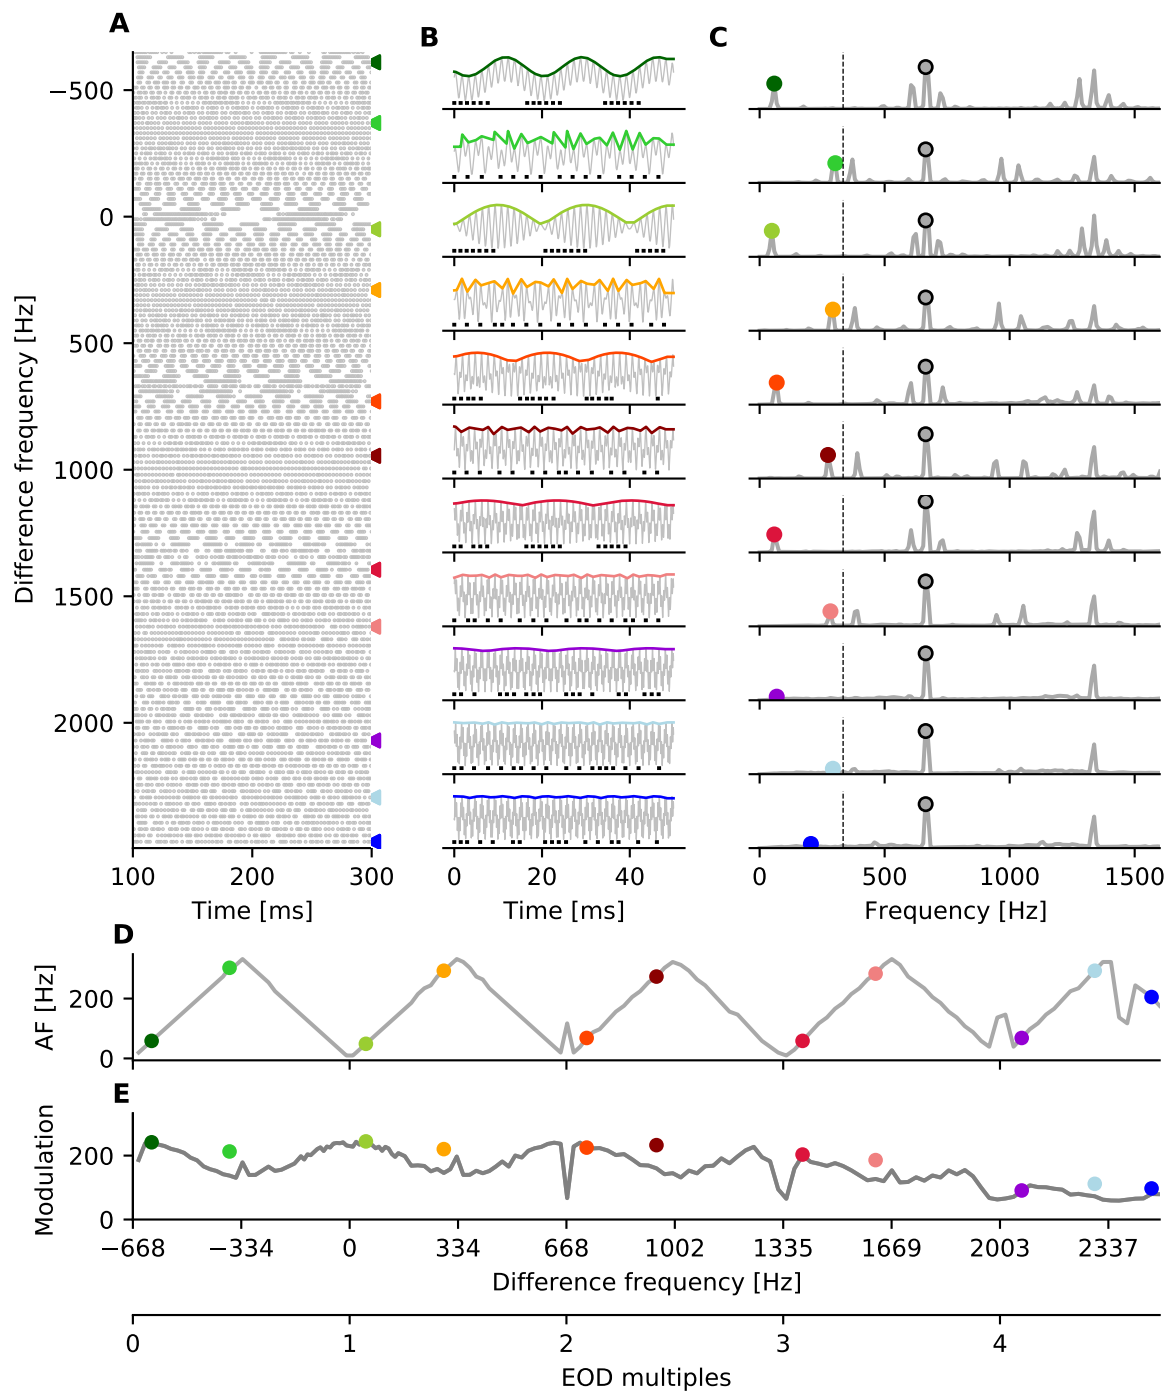 A
B
C
Difference frequency [Hz]
−500
0
500
1000
1500
2000
100 200 300
Time [ms]
0 20 40
Time [ms]
0 500 1000 1500
Frequency [Hz]
D
AF [Hz]
200
0
E
Modulation
200
0
−668 −334 0 334 668 1002 1335 1669 2003 2337
Difference frequency [Hz]
0 1 2 3 4
EOD multiples